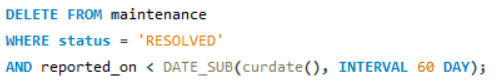 DELETE FROM maintenance
WHERE status = 'RESOLVED'
AND reported_on < DATE_SUB(curdate(), INTERVAL 60 DAY);